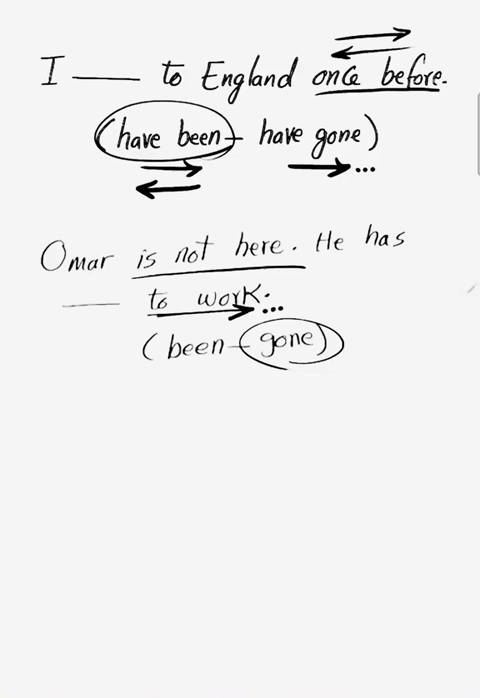 I —— to England once before.
(have been - have gone)
Omar is not here. He has
—— to work.
(been - gone)